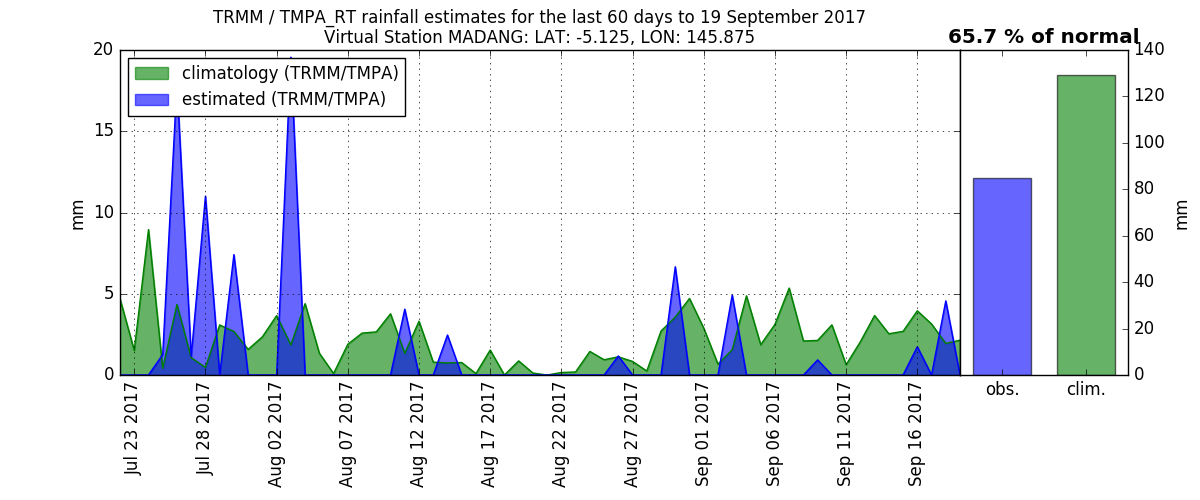 TRMM / TMPA_RT rainfall estimates for the last 60 days to 19 September 2017
Virtual Station MADANG: LAT: -5.125, LON: 145.875
65.7 % of normal
climatology (TRMM/TMPA)
estimated (TRMM/TMPA)
20
15
10
5
0
mm
Jul 23 2017
Jul 28 2017
Aug 02 2017
Aug 07 2017
Aug 12 2017
Aug 17 2017
Aug 22 2017
Aug 27 2017
Sep 01 2017
Sep 06 2017
Sep 11 2017
Sep 16 2017
obs.
clim.
140
120
100
80
60
40
20
0
mm